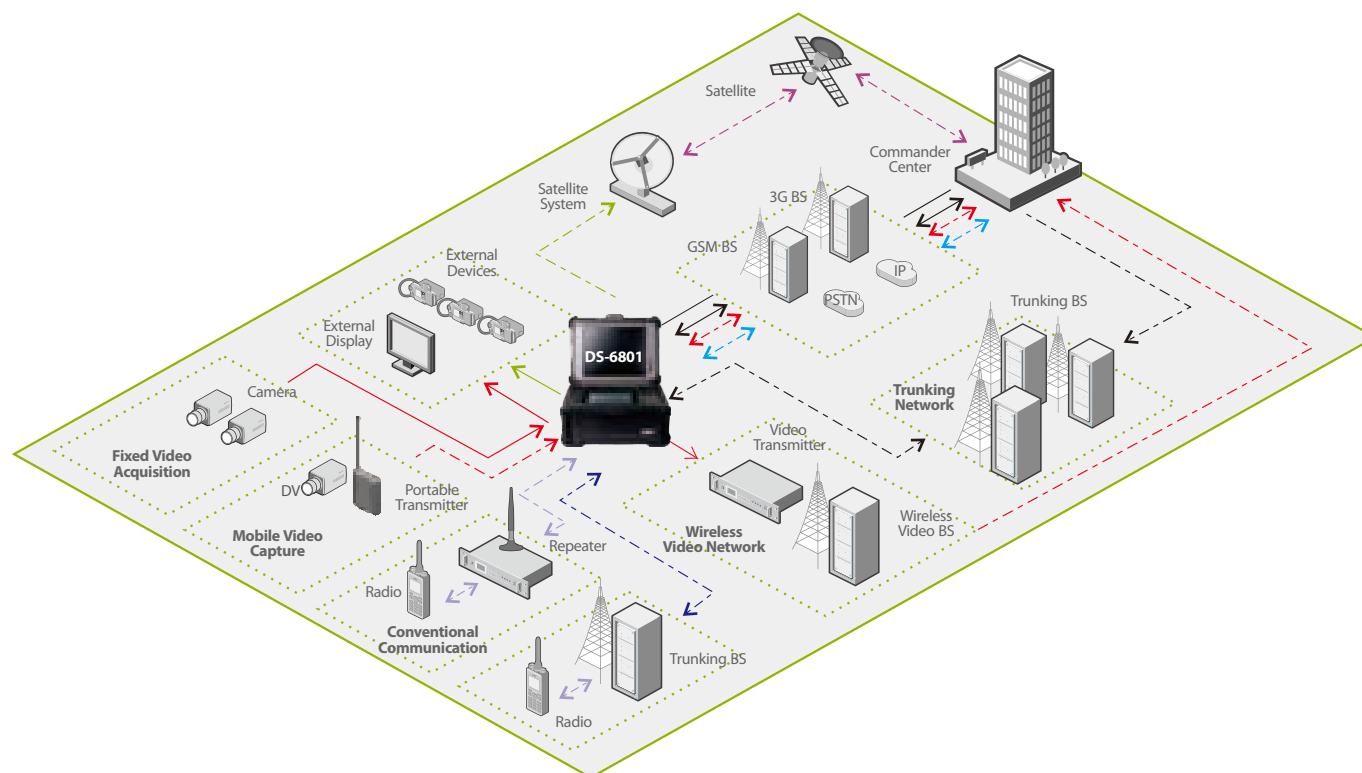 Satellite
Commander
Center
3G BS
Satellite
System
GSM BS
IP
External
Devices
PSTN
Trunking BS
External
Display
DS-6801
Camera
Trunking
Network
Video
Transmitter
Fixed Video
Acquisition
DV
Portable
Transmitter
Wireless
Video BS
Mobile Video
Capture
Wireless
Video Network
Repeater
Radio
Conventional
Communication
Trunking BS
Radio